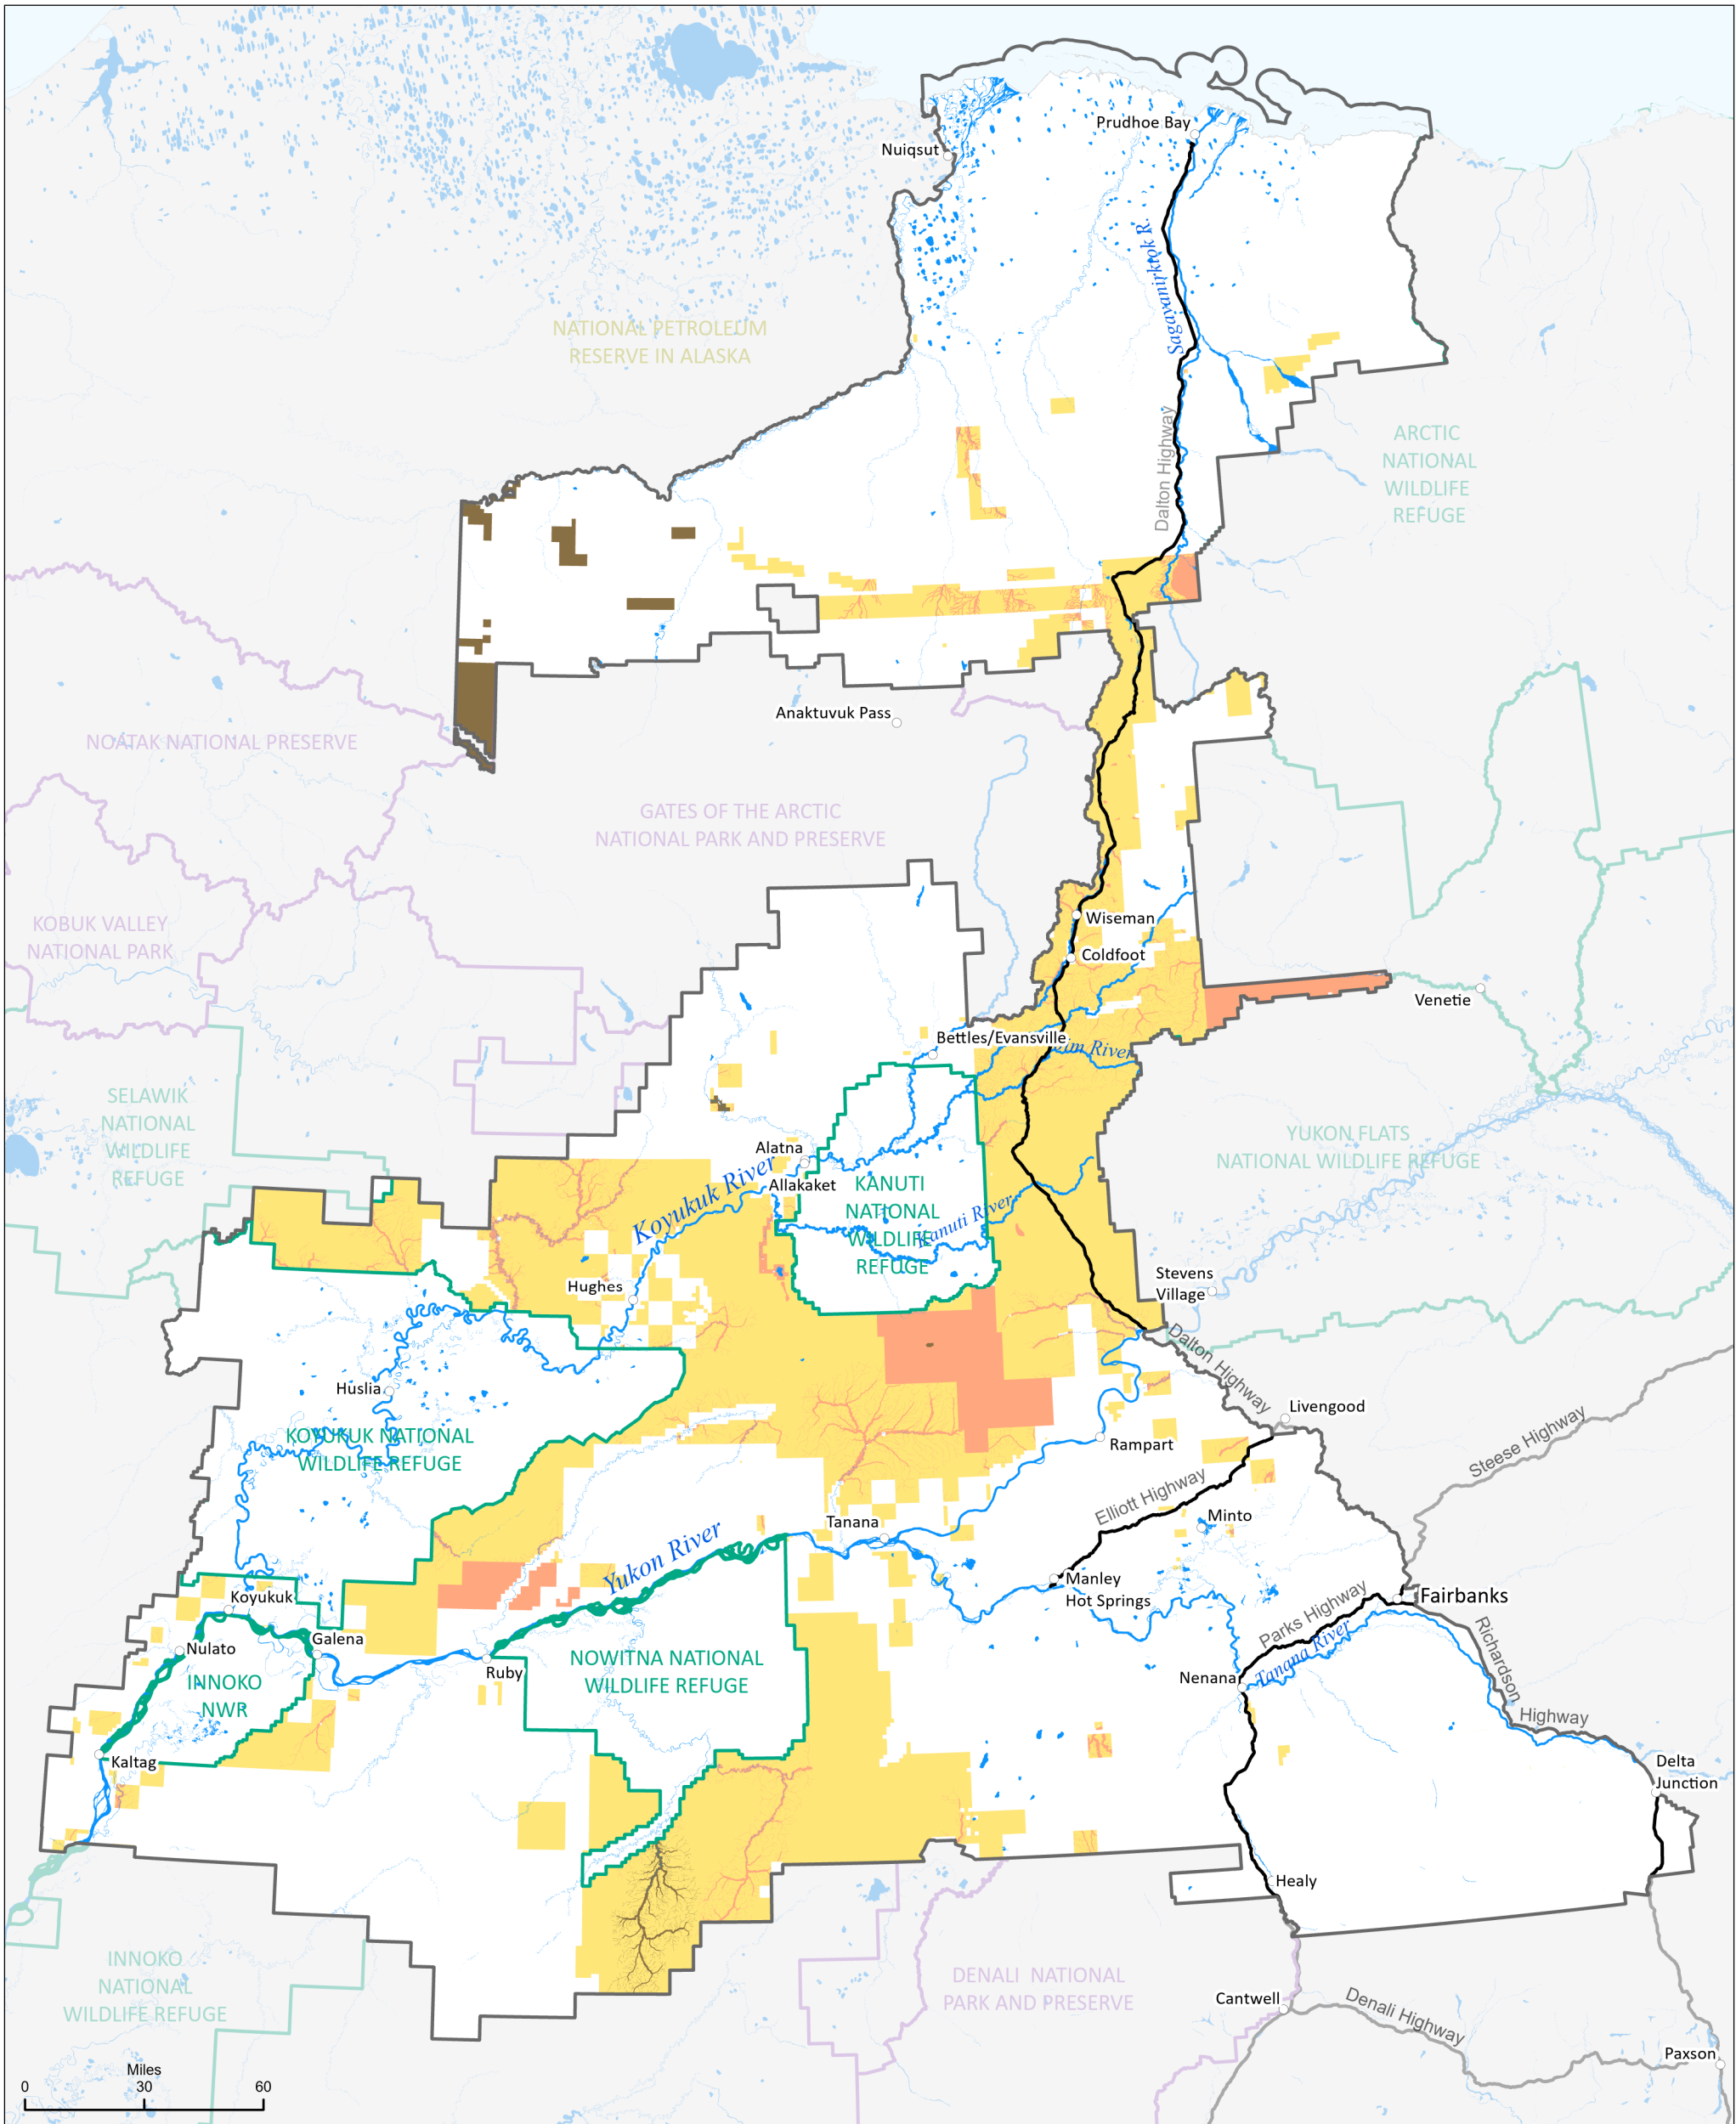 Prudhoe Bay
Nuiqsut
Sagavanirktok R.
NATIONAL PETROLEUM
RESERVE IN ALASKA
Dalton Highway
ARCTIC
NATIONAL
WILDLIFE
REFUGE
Anaktuvuk Pass
NOATAK NATIONAL PRESERVE
GATES OF THE ARCTIC
NATIONAL PARK AND PRESERVE
KOBUK VALLEY
NATIONAL PARK
Wiseman
Coldfoot
Venetie
Bettles/Evansville
River
SELAWIK
NATIONAL
WILDLIFE
REFUGE
YUKON FLATS
NATIONAL WILDLIFE REFUGE
Alatna
Allakaket
Koyukuk River
KANUTI
NATIONAL
WILDLIFE
REFUGE
Kanuti River
Hughes
Stevens
Village
Dalton Highway
Huslia
Livengood
KOYUKUK NATIONAL
WILDLIFE REFUGE
Rampart
Steese Highway
Elliott Highway
Minto
Tanana
Yukon River
Manley
Hot Springs
Fairbanks
Parks Highway
Koyukuk
Galena
Nulato
Ruby
INNOKO
NWR
NOWITNA NATIONAL
WILDLIFE REFUGE
Nenana
Tanana River
Richardson
Highway
Kaltag
Delta
Junction
Healy
INNOKO
NATIONAL
WILDLIFE REFUGE
DENALI NATIONAL
PARK AND PRESERVE
Cantwell
Denali Highway
Paxson
Miles
0 30 60